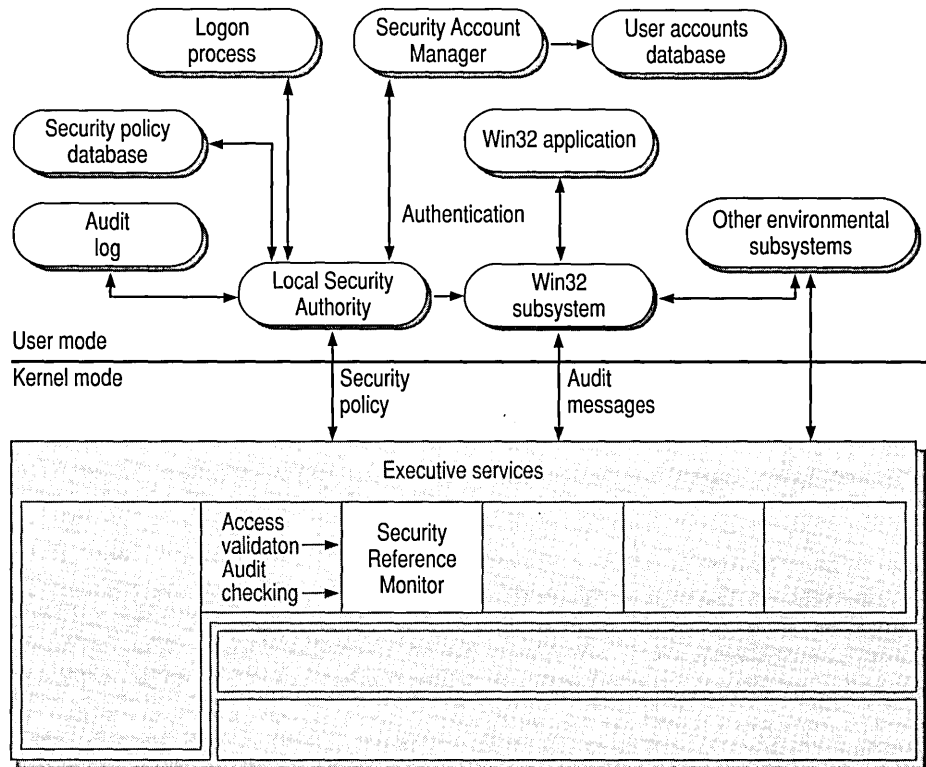 Logon
process
Security Account
Manager
User accounts
database
Security policy
database
Win32 application
Audit
log
Authentication
Other environmental
subsystems
Local Security
Authority
Win32
subsystem
User mode
Kernel mode
Security
policy
Audit
messages
Executive services
Access
validaton
Audit
checking
Security
Reference
Monitor